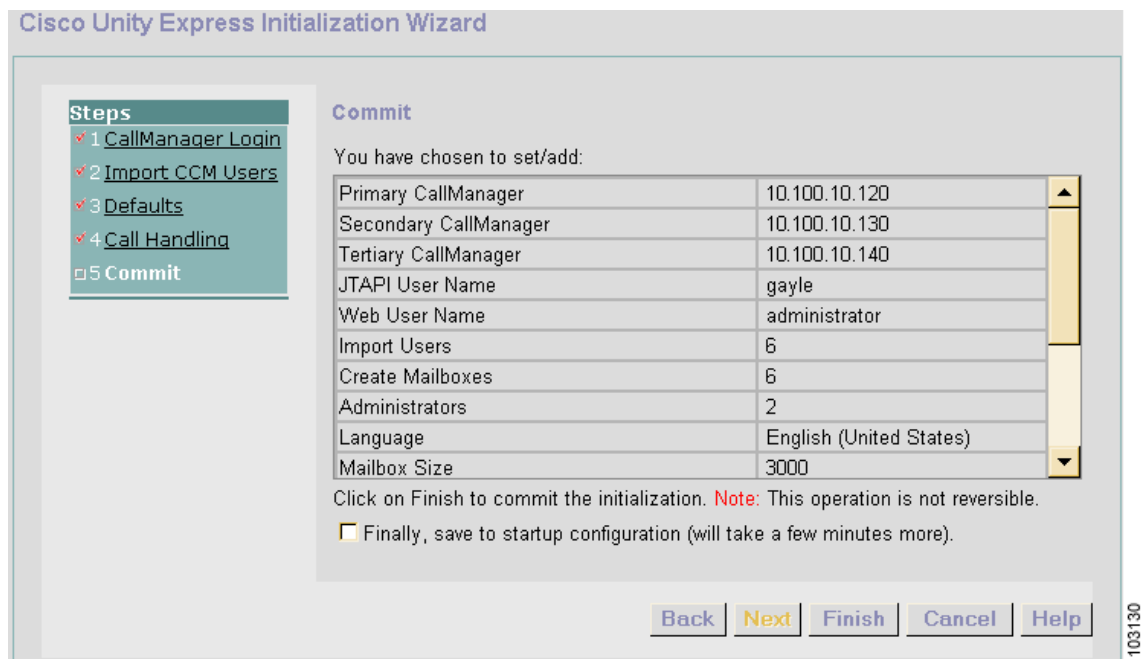 Cisco Unity Express Initialization Wizard
Steps
1 CallManager Login
2 Import CCM Users
3 Defaults
4 Call Handling
5 Commit
Commit
You have chosen to set/add:
Primary CallManager 10.100.10.120
Secondary CallManager 10.100.10.130
Tertiary CallManager 10.100.10.140
JTAPI User Name gayle
Web User Name administrator
Import Users 6
Create Mailboxes 6
Administrators 2
Language English (United States)
Mailbox Size 3000
Click on Finish to commit the initialization. Note: This operation is not reversible.
Finally, save to startup configuration (will take a few minutes more).
Back Next Finish Cancel Help
103130